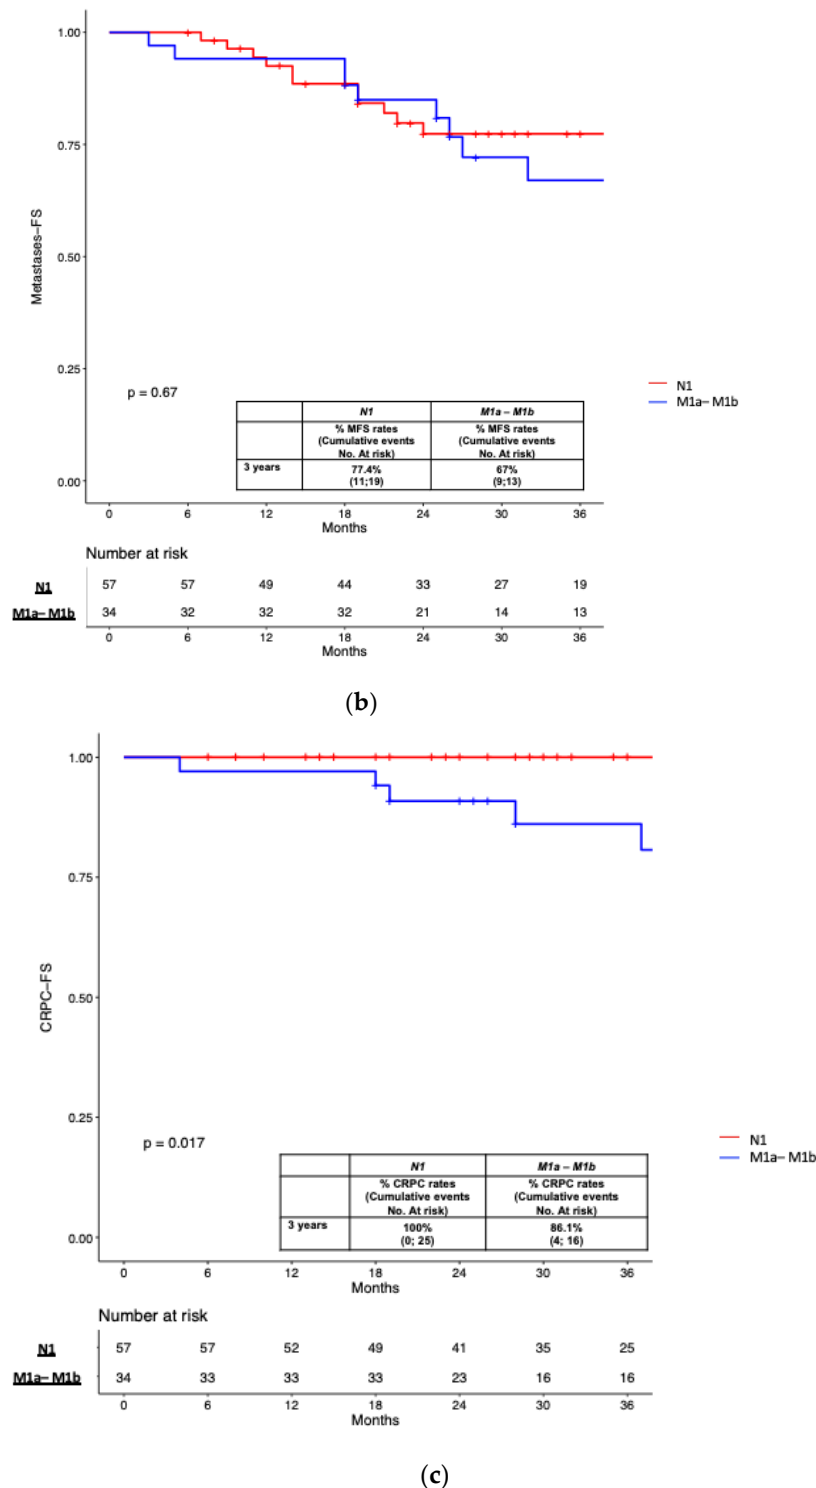 1.00
0.75
0.50
0.25
0.00
Metastases–FS
p = 0.67
N1
M1a– M1b
N1 M1a – M1b
% MFS rates % MFS rates
(Cumulative events (Cumulative events
No. At risk) No. At risk)
3 years 77.4% 67%
(11;19) (9;13)
0 6 12 18 24 30 36
Months
Number at risk
N1 57 57 49 44 33 27 19
M1a– M1b 34 32 32 32 21 14 13
0 6 12 18 24 30 36
Months
(b)
1.00
0.75
0.50
0.25
0.00
CRPC–FS
p = 0.017
N1
M1a– M1b
N1 M1a – M1b
% CRPC rates % CRPC rates
(Cumulative events (Cumulative events
No. At risk) No. At risk)
3 years 100% 86.1%
(0; 25) (4; 16)
0 6 12 18 24 30 36
Months
Number at risk
N1 57 57 52 49 41 35 25
M1a– M1b 34 33 33 33 23 16 16
0 6 12 18 24 30 36
Months
(c)